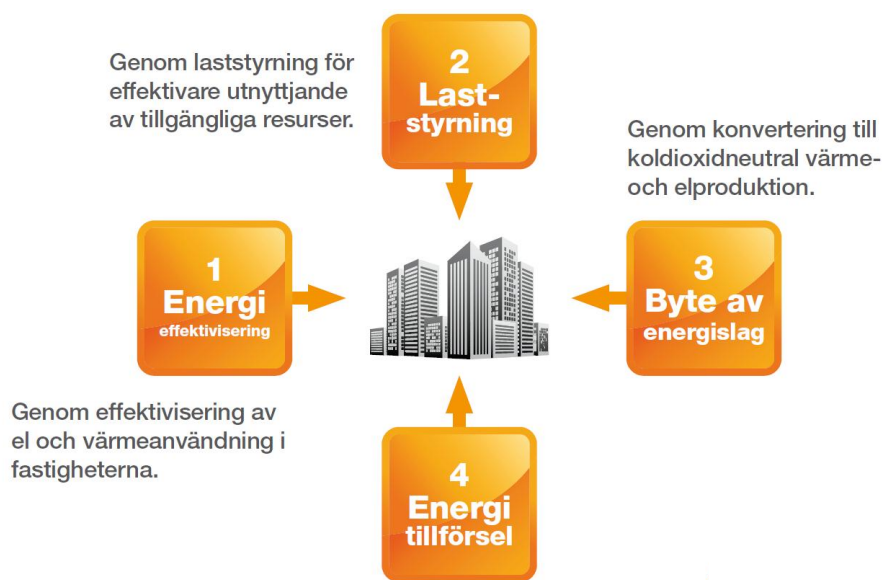 Genom laststyrning för
effektivare utnyttjande
av tillgängliga resurser.
2
Last-
styrning
Genom konvertering till
koldioxidneutral värme-
och elproduktion.
1
Energi
effektivisering
3
Byte av
energislag
Genom effektivisering av
el och värmeanvändning i
fastigheterna.
4
Energi
tillförsel